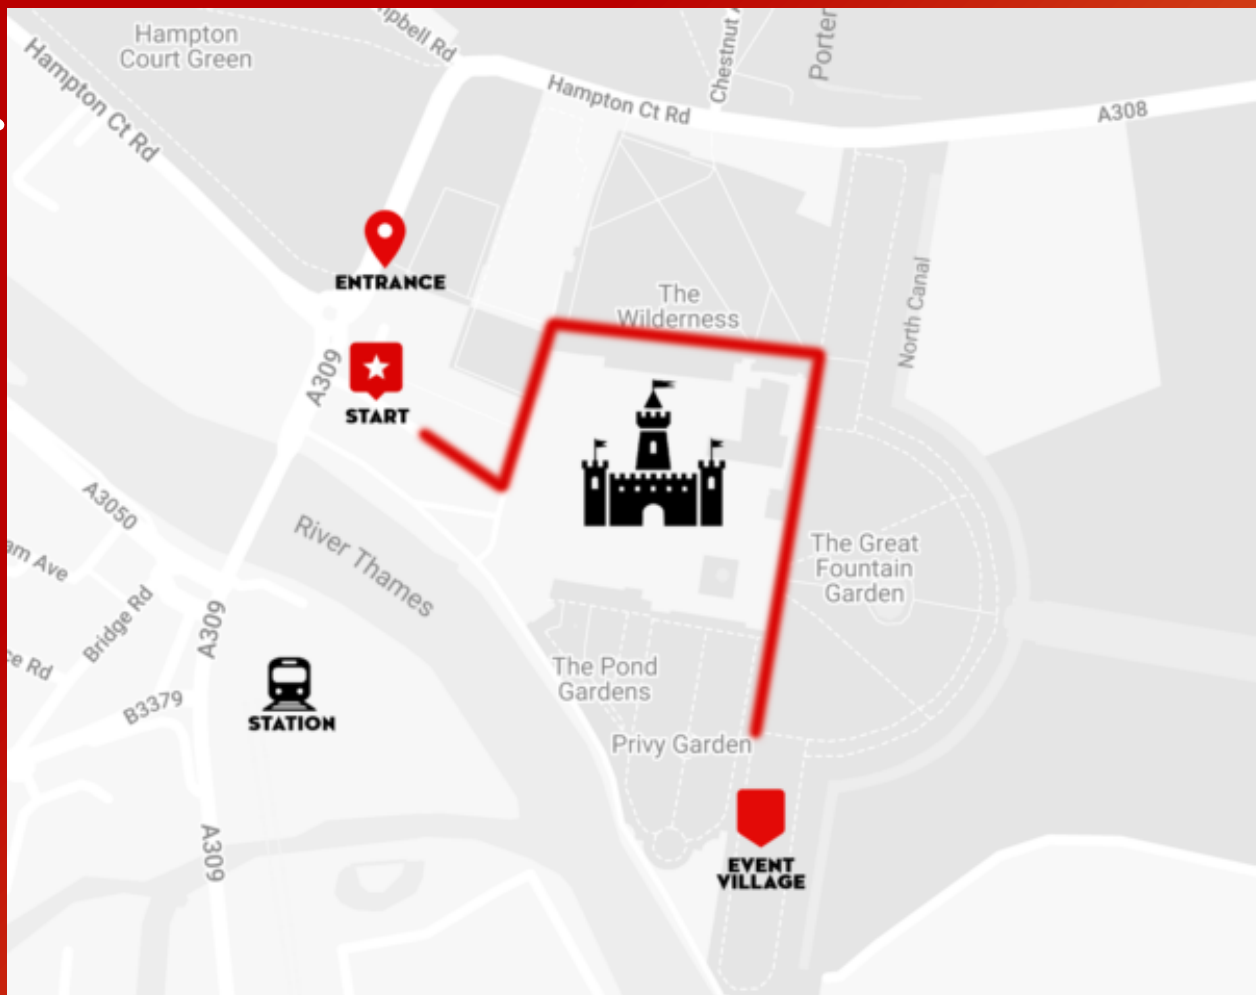 Hampton
Court Green
Hampton Ct Rd
Hampton Ct Rd
Chestnut
Porter
A308
ENTRANCE
The
Wilderness
North Canal
A309
START
A3050
River Thames
The Great
Fountain
Garden
Bridge Rd
A309
B3379
STATION
The Pond
Gardens
Privy Garden
A309
EVENT
VILLAGE